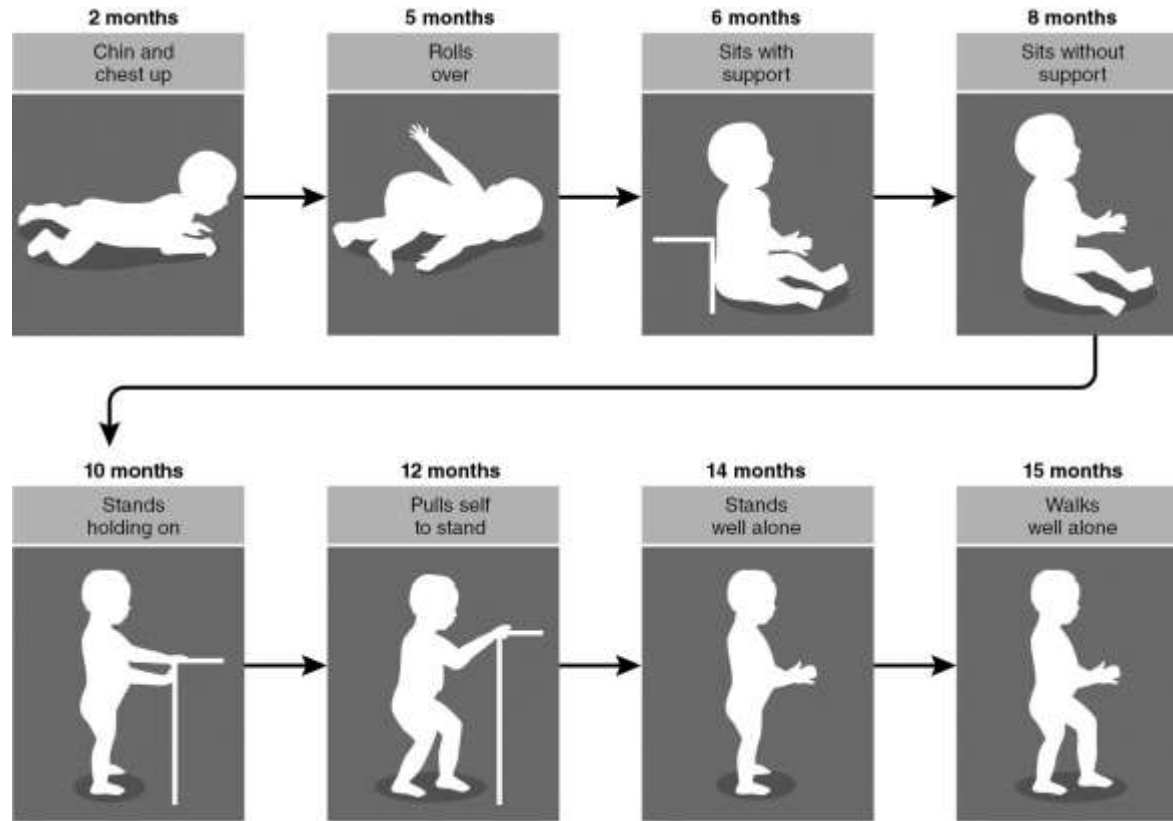 2 months
Chin and
chest up
5 months
Rolls
over
6 months
Sits with
support
8 months
Sits without
support
10 months
Stands
holding on
12 months
Pulls self
to stand
14 months
Stands
well alone
15 months
Walks
well alone